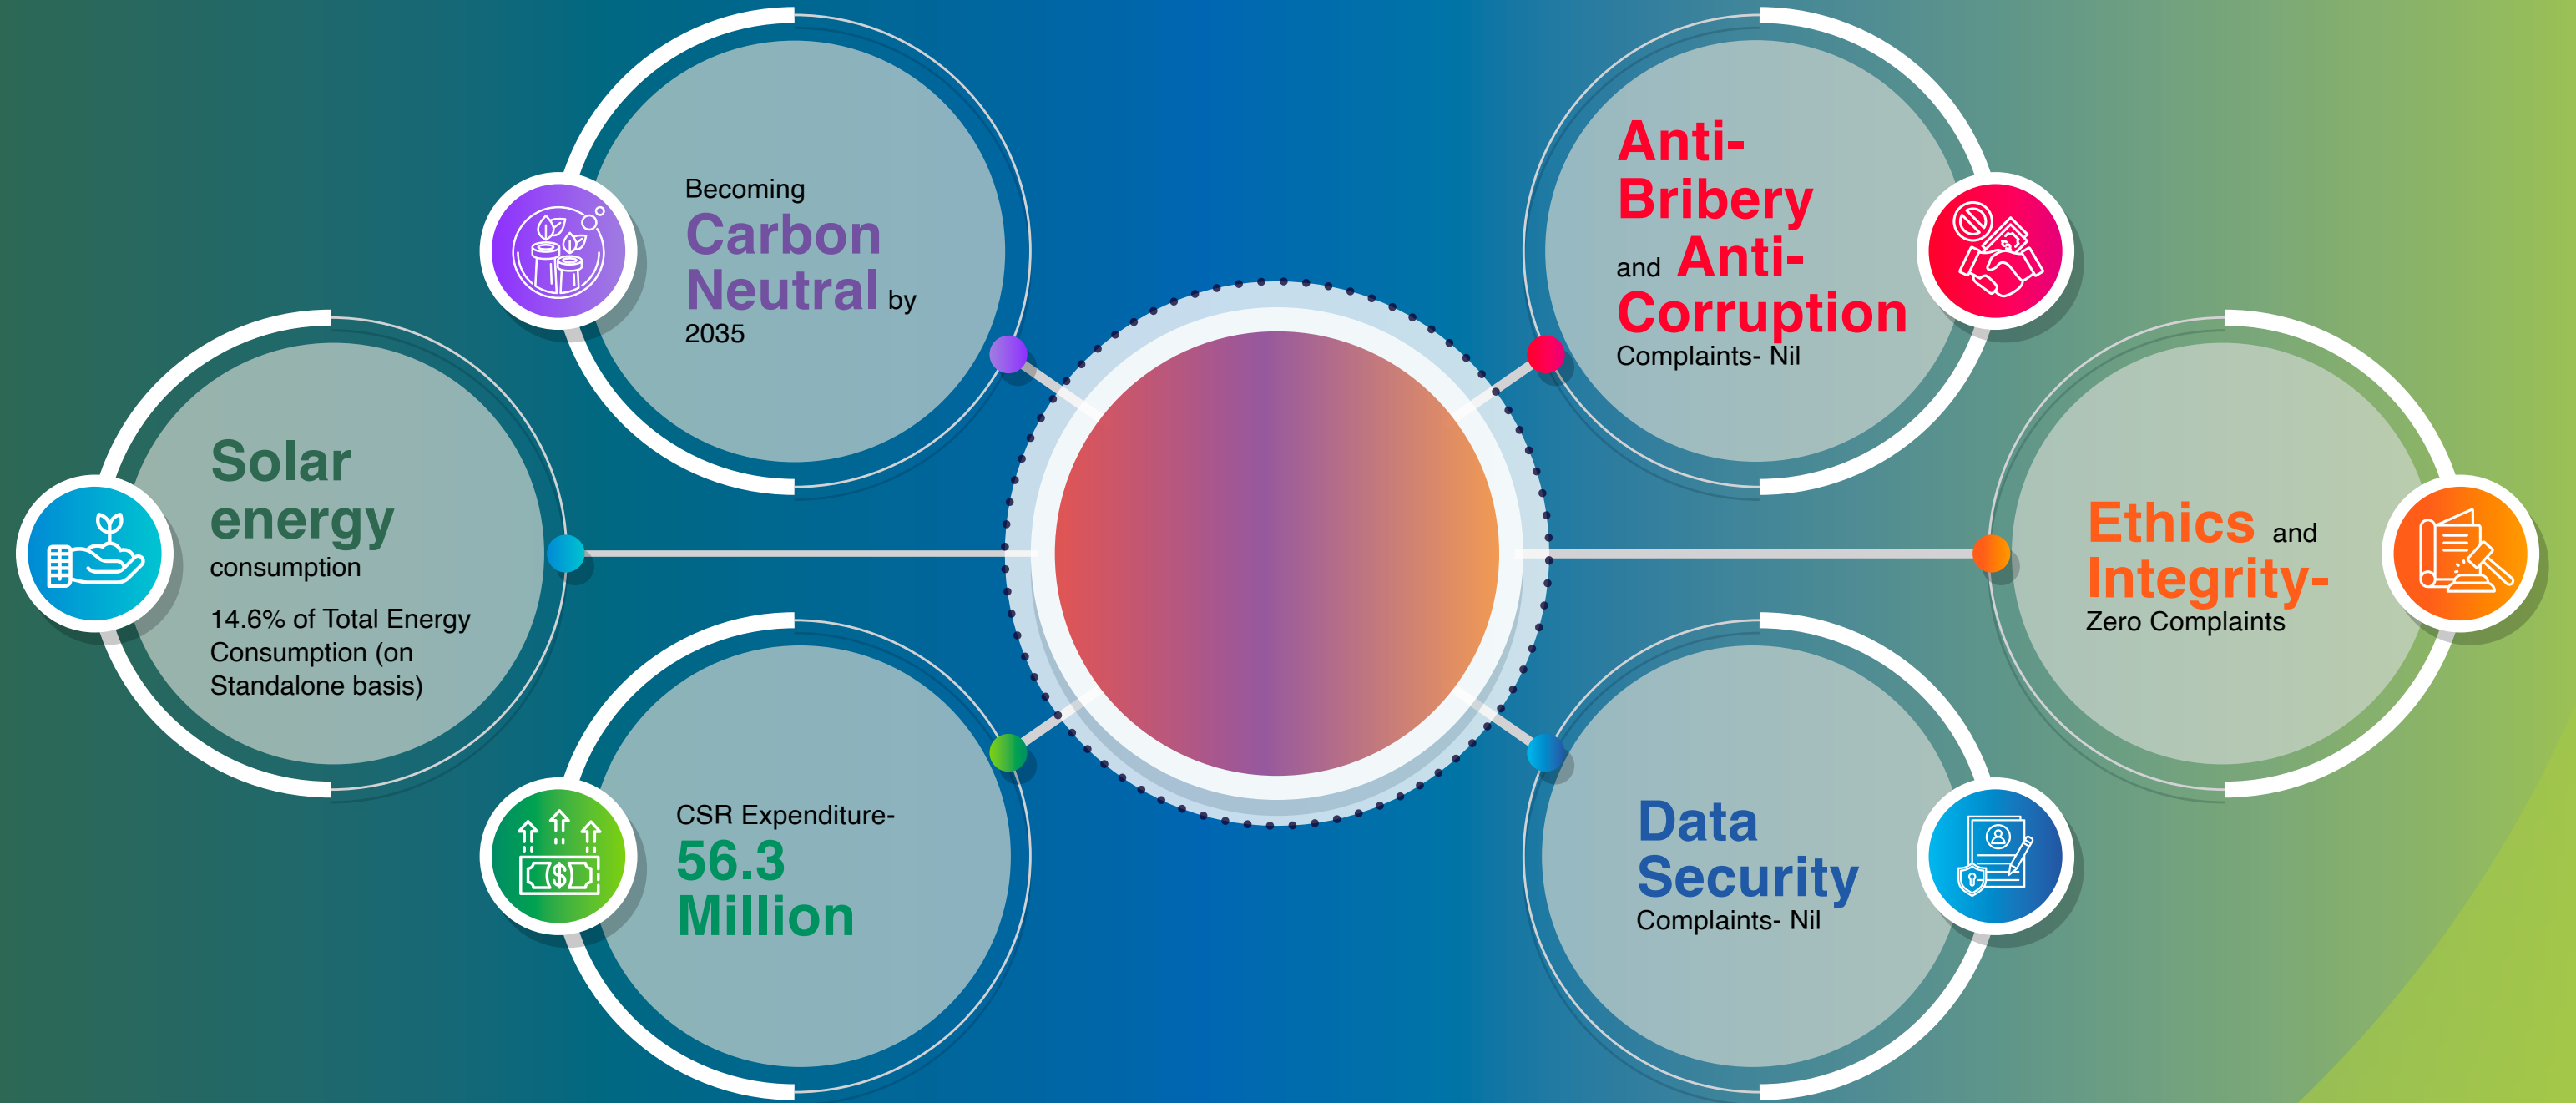 Becoming
Carbon
Neutral by
2035
Solar
energy
consumption
14.6% of Total Energy
Consumption (on
Standalone basis)
CSR Expenditure-
56.3
Million
Anti-
Bribery
and Anti-
Corruption
Complaints- Nil
Ethics and
Integrity-
Zero Complaints
Data
Security
Complaints- Nil